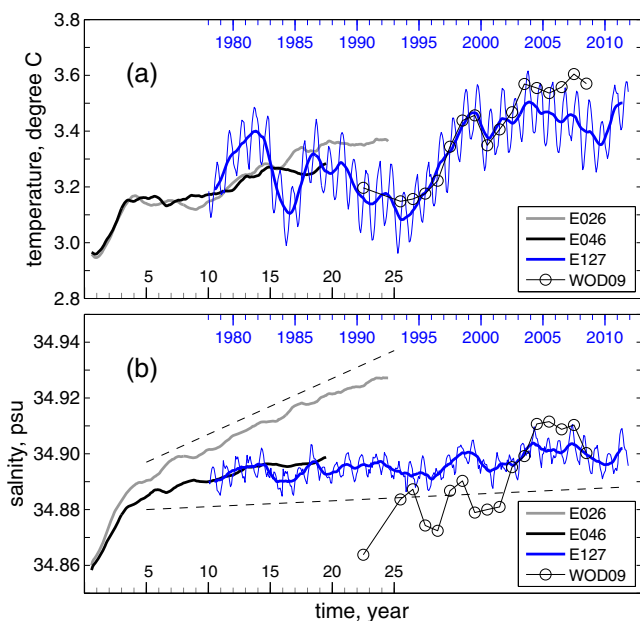 3.8
1980 1985 1990 1995 2000 2005 2010
(a)
3.6
3.4
3.2
3.0
2.8
temperature, degree C
5 10 15 20 25
E026
E046
E127
WOD09
34.94
1980 1985 1990 1995 2000 2005 2010
(b)
34.92
34.90
34.88
34.86
salnity, psu
5 10 15 20 25
E026
E046
E127
WOD09
time, year